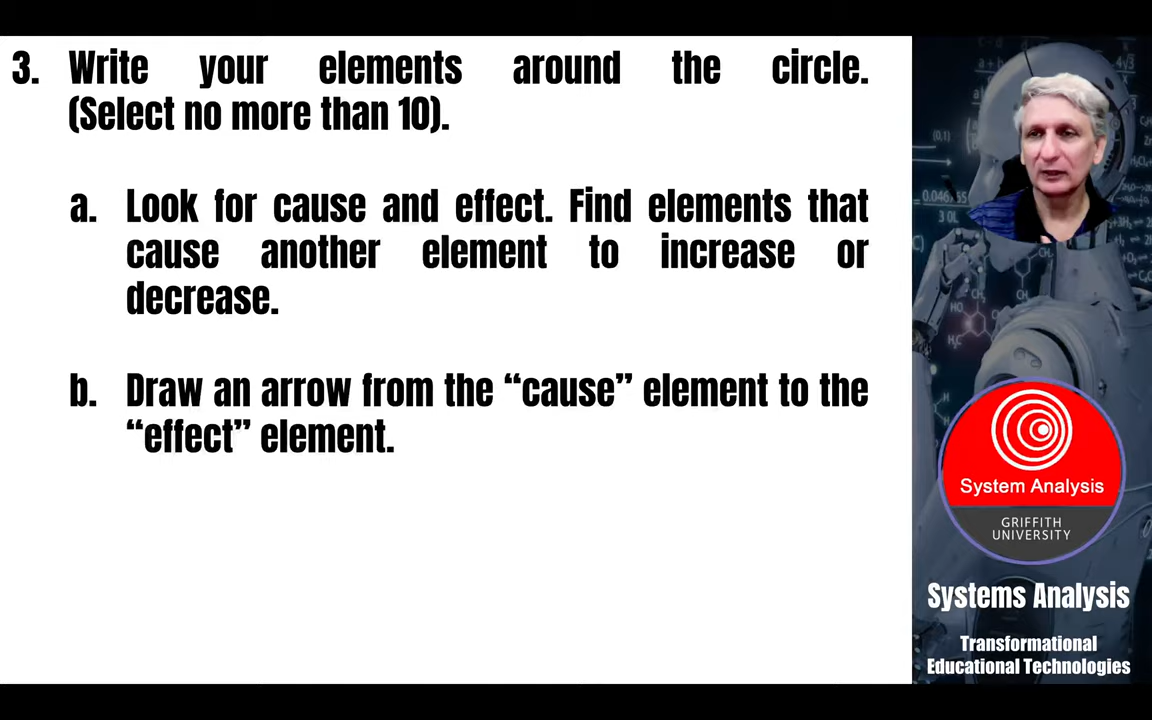 3. Write your elements around the circle.
(Select no more than 10).
a. Look for cause and effect. Find elements that
cause another element to increase or
decrease.
b. Draw an arrow from the “cause” element to the
“effect” element.
System Analysis
GRIFFITH
UNIVERSITY
Systems Analysis
Transformational
Educational Technologies